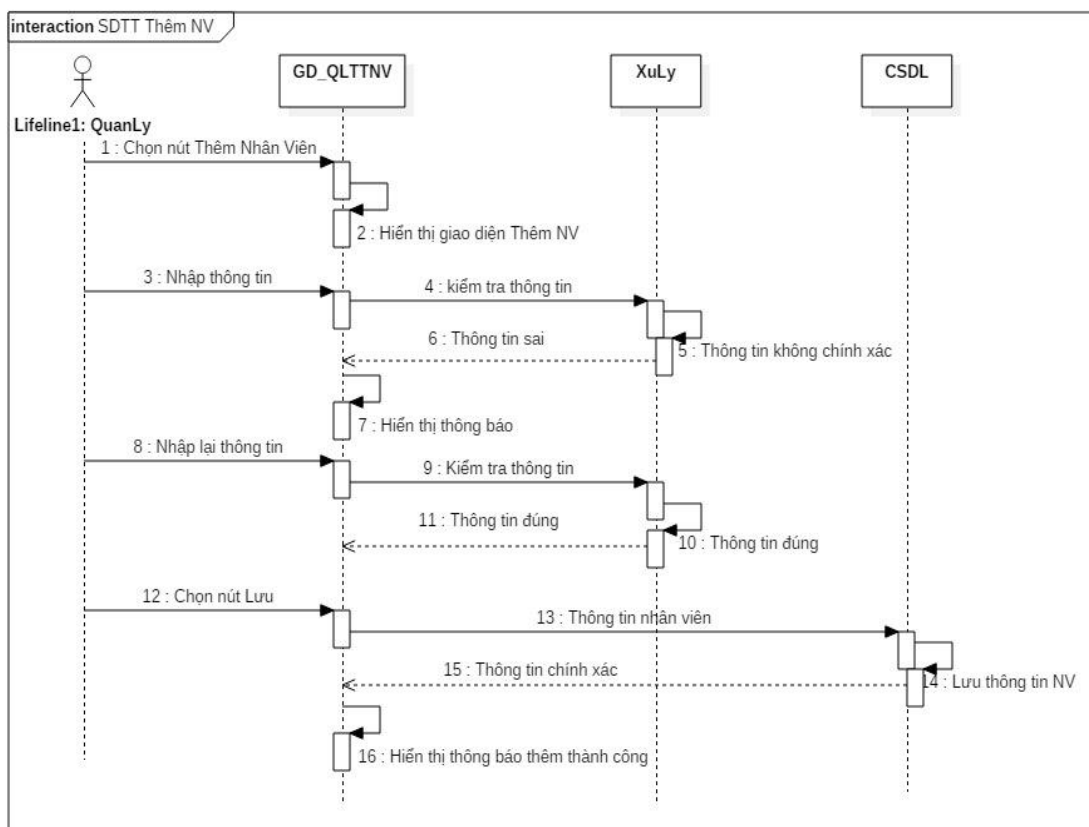 interaction SDTT Thêm NV
GD_QLTTNV
XuLy
CSDL
Lifeline1: QuanLy
1 : Chọn nút Thêm Nhân Viên
2 : Hiển thị giao diện Thêm NV
3 : Nhập thông tin
4 : kiểm tra thông tin
6 : Thông tin sai
5 : Thông tin không chính xác
7 : Hiển thị thông báo
8 : Nhập lại thông tin
9 : Kiểm tra thông tin
11 : Thông tin đúng
10 : Thông tin đúng
12 : Chọn nút Lưu
13 : Thông tin nhân viên
15 : Thông tin chính xác
14 : Lưu thông tin NV
16 : Hiển thị thông báo thêm thành công